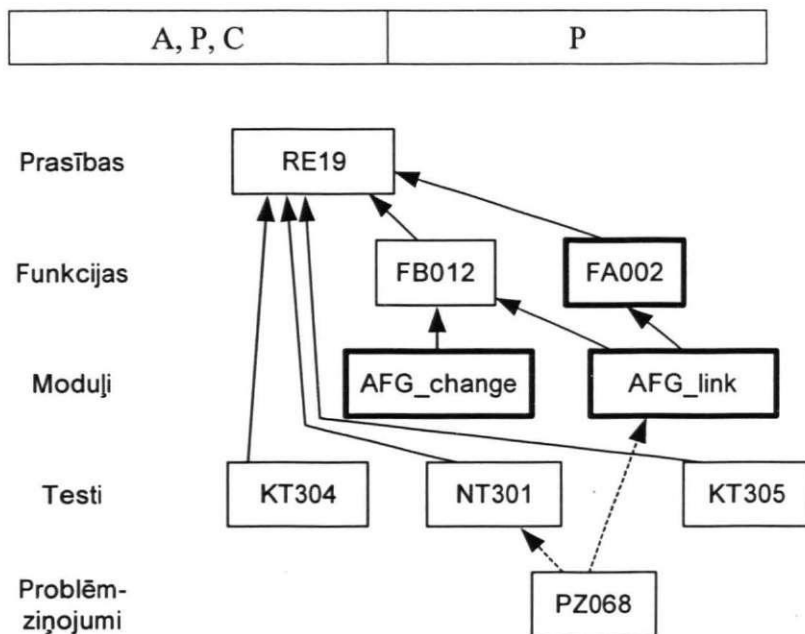 A, P, C P
Prasības RE19
Funkcijas FB012 FA002
Moduļi AFG_change AFG_link
Testi KT304 NT301 KT305
Problēm-
ziņojumi PZ068